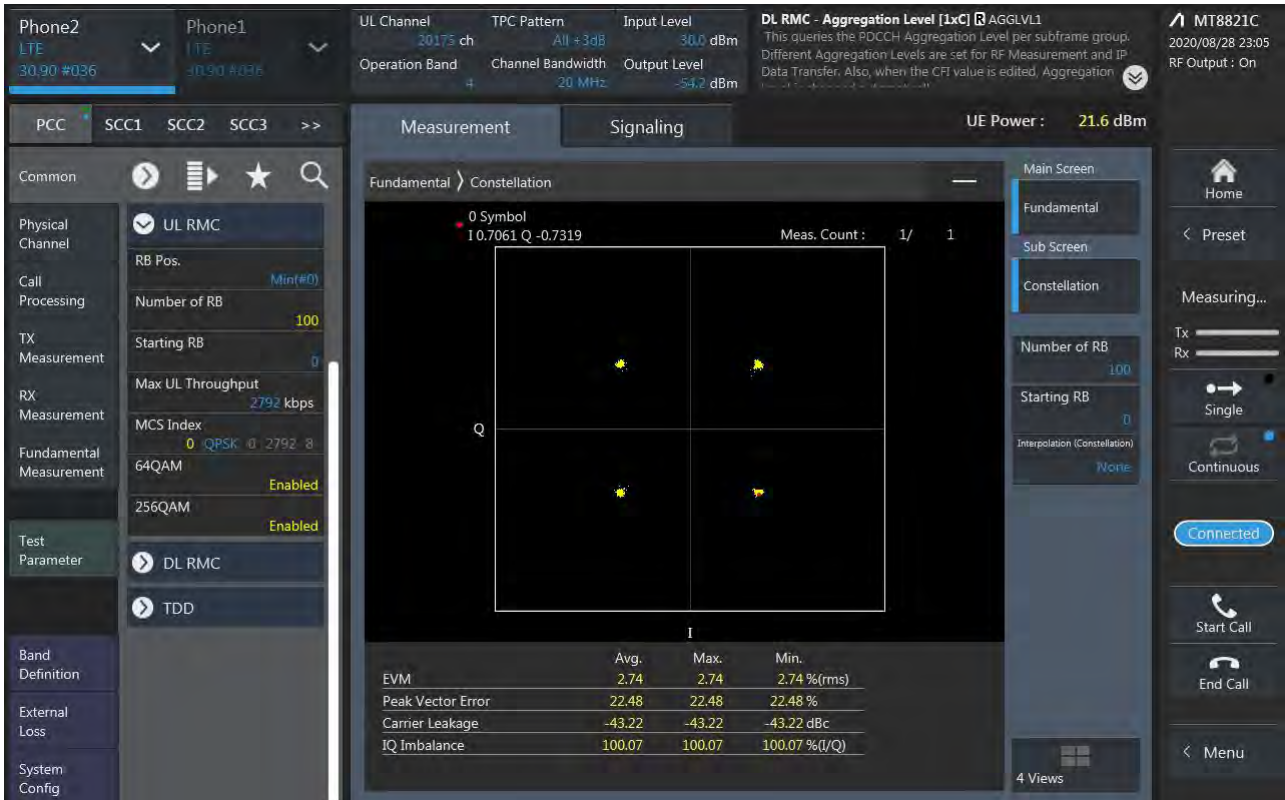 Phone2
LTE
30.90 #036
Phone1
LTE
30.90 #036
UL Channel
20175 ch
Operation Band
4
TPC Pattern
All +3dB
Channel Bandwidth
20 MHz
Input Level
30.0 dBm
Output Level
-54.2 dBm
DL RMC - Aggregation Level [1xC] R AGGLVL1
This queries the PDCCH Aggregation Level per subframe group.
Different Aggregation Levels are set for RF Measurement and IP
Data Transfer. Also, when the CFI value is edited, Aggregation
MT8821C
2020/08/28 23:05
RF Output : On
PCC SCC1 SCC2 SCC3 >>
Measurement
Signaling
UE Power : 21.6 dBm
Common
Physical
Channel
Call
Processing
TX
Measurement
RX
Measurement
Fundamental
Measurement
Test
Parameter
Band
Definition
External
Loss
System
Config
UL RMC
RB Pos.
Min(#0)
Number of RB
100
Starting RB
0
Max UL Throughput
2792 kbps
MCS Index
0 QPSK 0 2792 8
64QAM
Enabled
256QAM
Enabled
DL RMC
TDD
Fundamental > Constellation
0 Symbol
I 0.7061 Q -0.7319
Meas. Count : 1/ 1
Q
I
Avg. Max. Min.
EVM 2.74 2.74 2.74 %(rms)
Peak Vector Error 22.48 22.48 22.48 %
Carrier Leakage -43.22 -43.22 -43.22 dBc
IQ Imbalance 100.07 100.07 100.07 %(I/Q)
Main Screen
Fundamental
Sub Screen
Constellation
Number of RB
100
Starting RB
0
Interpolation (Constellation)
None
4 Views
Home
< Preset
Measuring...
Tx
Rx
Single
Continuous
Connected
Start Call
End Call
< Menu